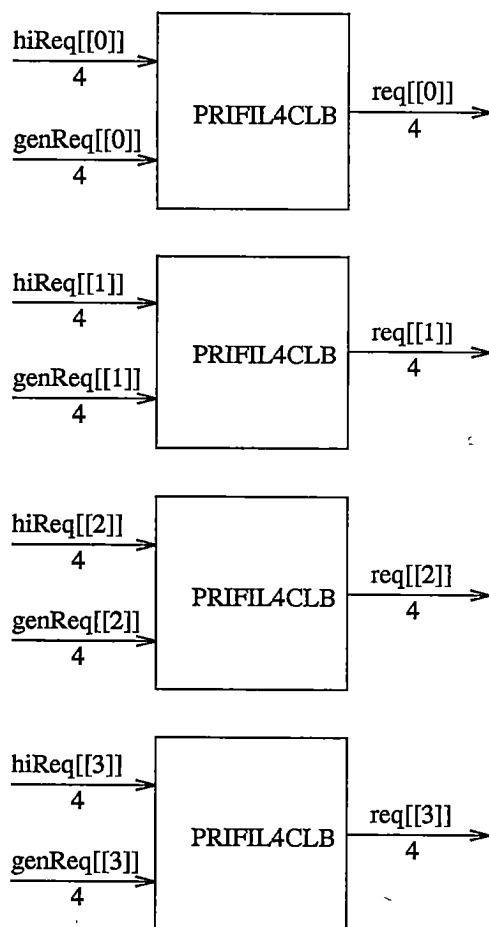 hiReq[[0]]
4
PRIFIL4CLB
req[[0]]
4
genReq[[0]]
4
hiReq[[1]]
4
PRIFIL4CLB
req[[1]]
4
genReq[[1]]
4
hiReq[[2]]
4
PRIFIL4CLB
req[[2]]
4
genReq[[2]]
4
hiReq[[3]]
4
PRIFIL4CLB
req[[3]]
4
genReq[[3]]
4